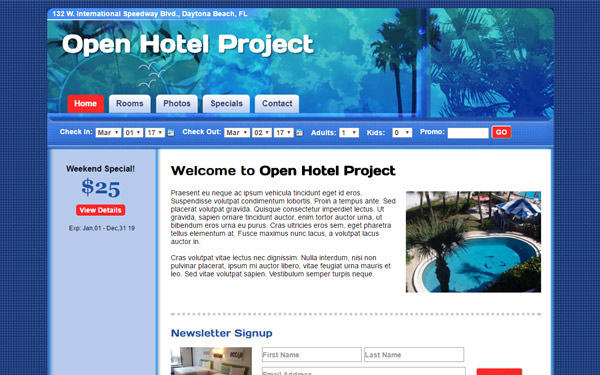 132 W. International Speedway Blvd., Daytona Beach, FL
Open Hotel Project
Home Rooms Photos Specials Contact
Check In: Mar 01 17 Check Out: Mar 02 17 Adults: 1 Kids: 0 Promo: GO
Weekend Special!
$25
View Details
Exp: Jan,01 - Dec,31 19
Welcome to Open Hotel Project
Praesent eu neque ac ipsum vehicula tincidunt eget id eros.
Suspendisse volutpat condimentum lobortis. Proin a tempus ante. Sed
placerat volutpat gravida. Quisque consectetur imperdiet lectus. Ut
gravida, sapien ornare tincidunt auctor, enim tortor auctor urna, ut
bibendum eros urna eu purus. Cras ultricies eros sem, eget pharetra
tellus elementum at. Fusce maximus nunc lacus, a volutpat lacus
auctor in.
Cras volutpat vitae lectus nec dignissim. Nulla interdum, nisi non
pulvinar placerat, ipsum mi auctor libero, vitae feugiat urna mauris et
leo. Sed vitae volutpat sapien. Vestibulum semper turpis neque.
Newsletter Signup
First Name Last Name
Email Address